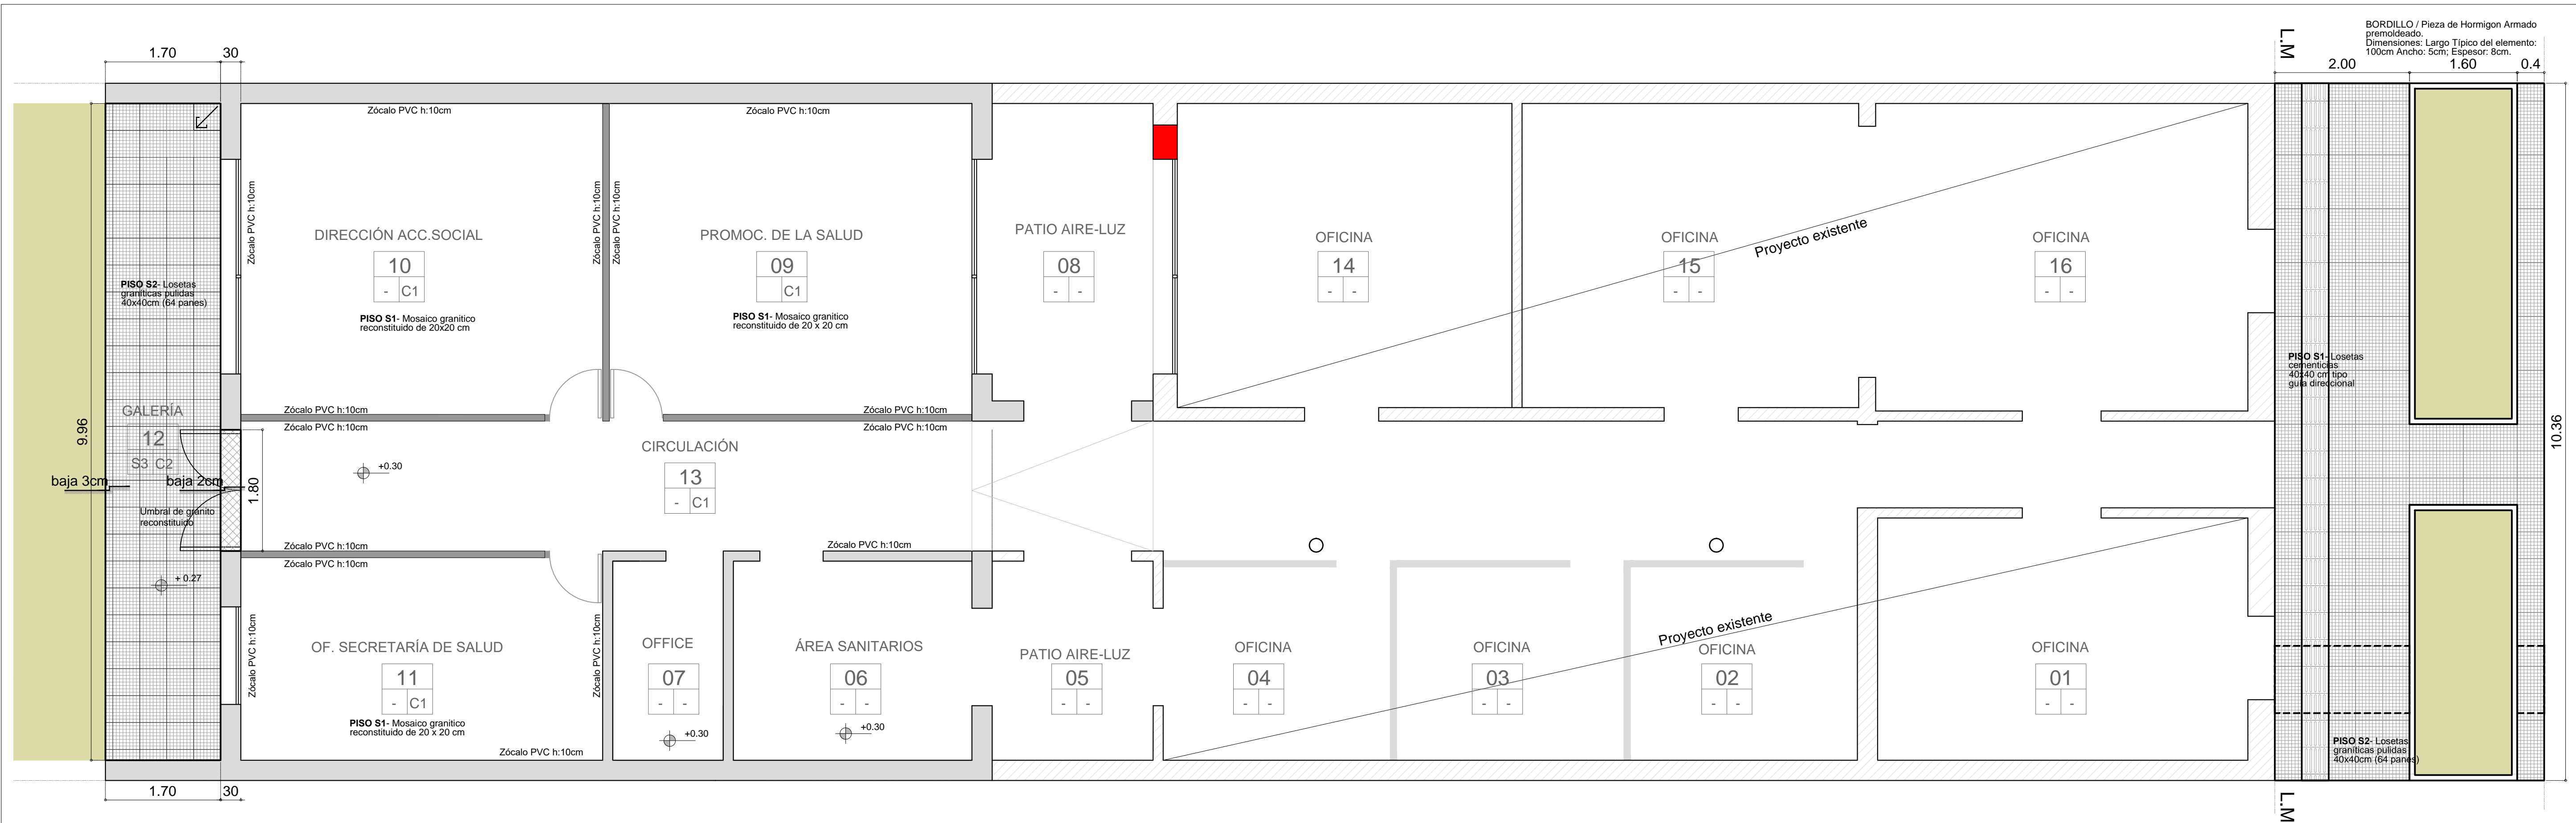 BORDILLO / Pieza de Hormigon Armado
premoldeado.
Dimensiones: Largo Típico del elemento:
100cm Ancho: 5cm; Espesor: 8cm.
L.M
1.70
30
2.00
1.60
0.4
Zócalo PVC h:10cm
Zócalo PVC h:10cm
Zócalo PVC h:10cm
Zócalo PVC h:10cm
Zócalo PVC h:10cm
DIRECCIÓN ACC.SOCIAL
10
- C1
PISO S1- Mosaico granitico
reconstituido de 20x20 cm
PROMOC. DE LA SALUD
09
C1
PISO S1- Mosaico granitico
reconstituido de 20 x 20 cm
PATIO AIRE-LUZ
08
- -
OFICINA
14
- -
OFICINA
15
- -
Proyecto existente
OFICINA
16
- -
PISO S2- Losetas
graníticas pulidas
40x40cm (64 panes)
PISO S1- Losetas
cementicias
40x40 cm tipo
guía direccional
GALERÍA
12
S3 C2
9.96
10.36
Zócalo PVC h:10cm
Zócalo PVC h:10cm
Zócalo PVC h:10cm
Zócalo PVC h:10cm
CIRCULACIÓN
13
- C1
+0.30
baja 3cm
baja 2cm
1.80
Umbral de granito
reconstituido
Zócalo PVC h:10cm
Zócalo PVC h:10cm
Zócalo PVC h:10cm
+ 0.27
OF. SECRETARÍA DE SALUD
11
- C1
PISO S1- Mosaico granitico
reconstituido de 20 x 20 cm
Zócalo PVC h:10cm
Zócalo PVC h:10cm
Zócalo PVC h:10cm
OFFICE
07
- -
+0.30
ÁREA SANITARIOS
06
- -
+0.30
PATIO AIRE-LUZ
05
- -
OFICINA
04
- -
OFICINA
03
- -
Proyecto existente
OFICINA
02
- -
OFICINA
01
- -
PISO S2- Losetas
graníticas pulidas
40x40cm (64 panes)
1.70
30
L.M